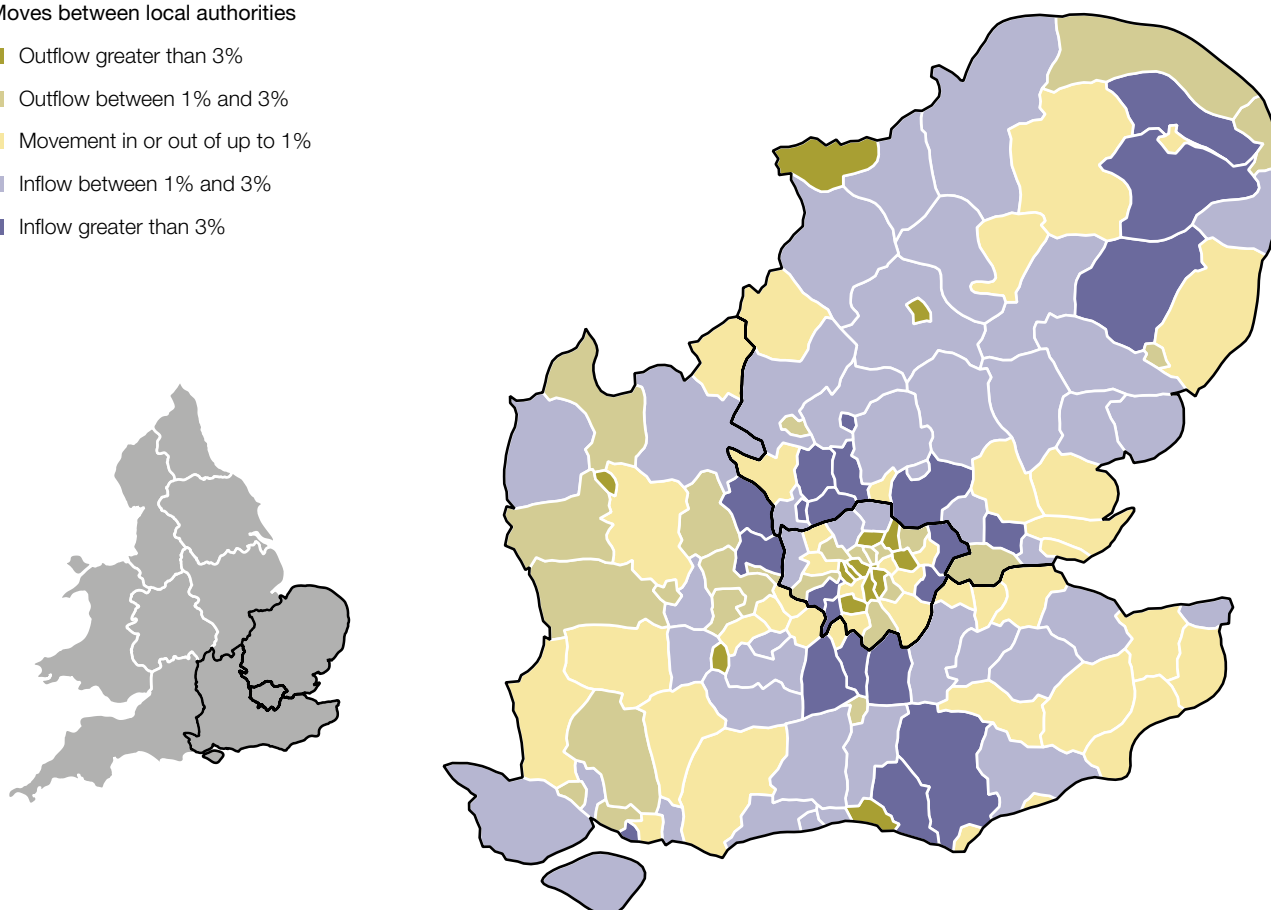 Moves between local authorities
Outflow greater than 3%
Outflow between 1% and 3%
Movement in or out of up to 1%
Inflow between 1% and 3%
Inflow greater than 3%